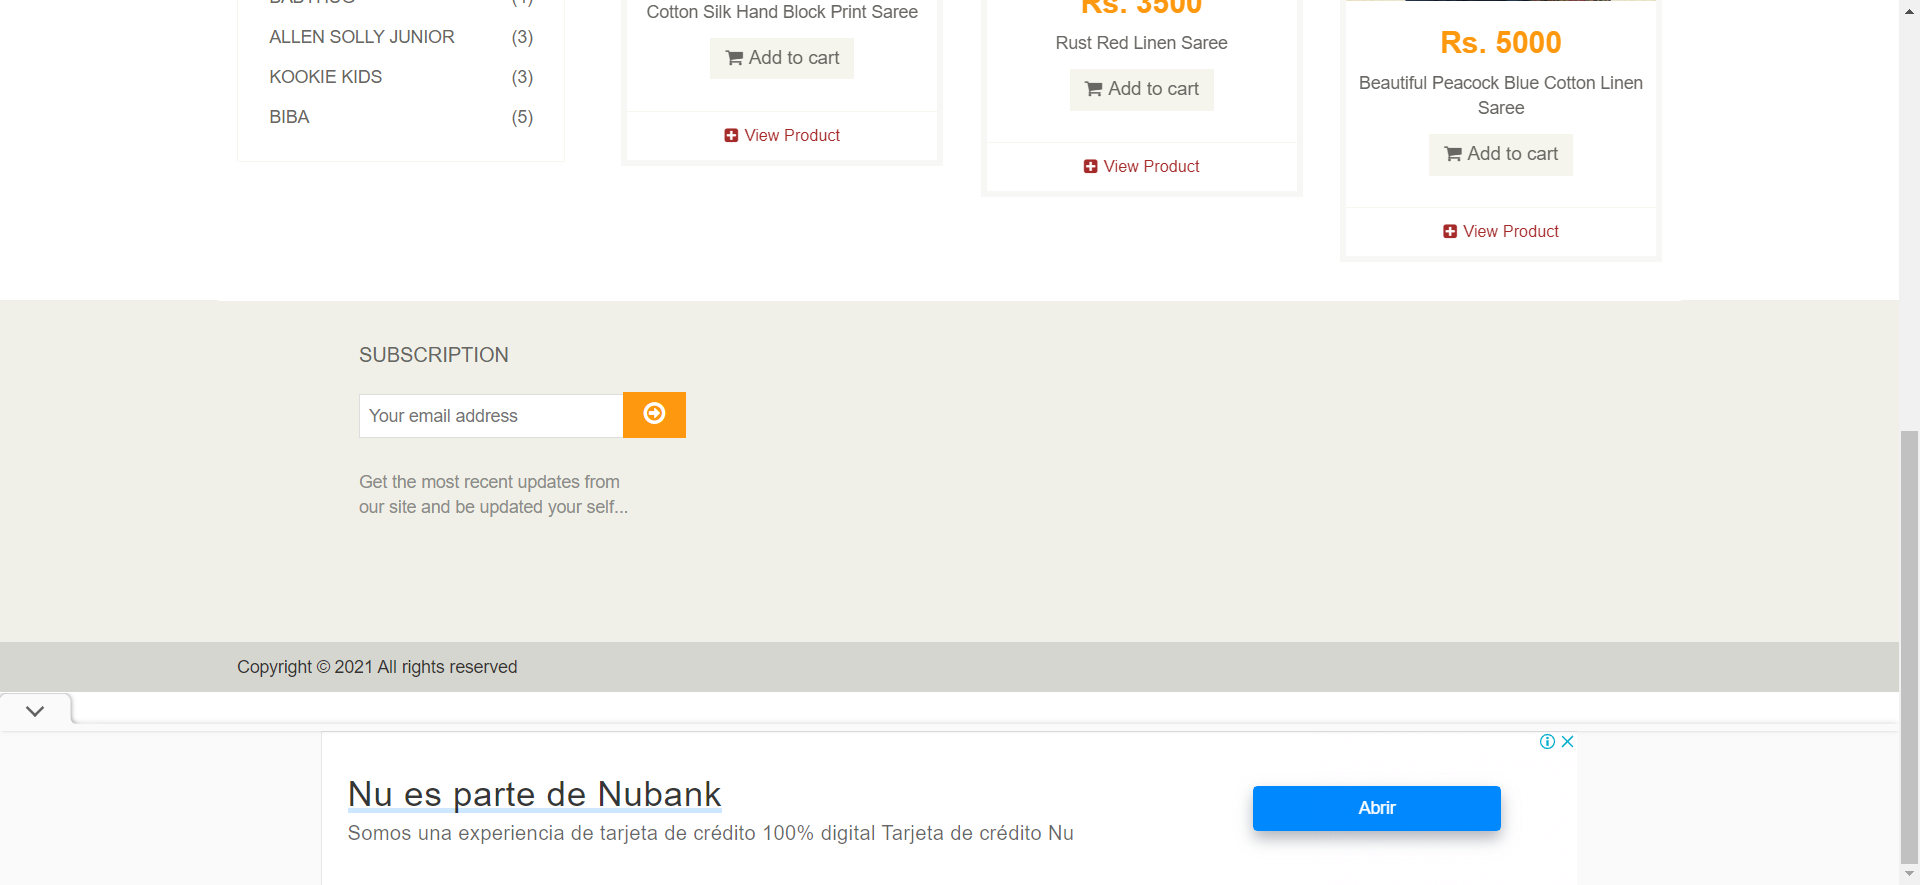 ALLEN SOLLY JUNIOR (3)
KOOKIE KIDS (3)
BIBA (5)
Cotton Silk Hand Block Print Saree
Add to cart
View Product
Rs. 3500
Rust Red Linen Saree
Add to cart
View Product
Rs. 5000
Beautiful Peacock Blue Cotton Linen
Saree
Add to cart
View Product
SUBSCRIPTION
Your email address
Get the most recent updates from
our site and be updated your self...
Copyright © 2021 All rights reserved
Nu es parte de Nubank
Somos una experiencia de tarjeta de crédito 100% digital Tarjeta de crédito Nu
Abrir